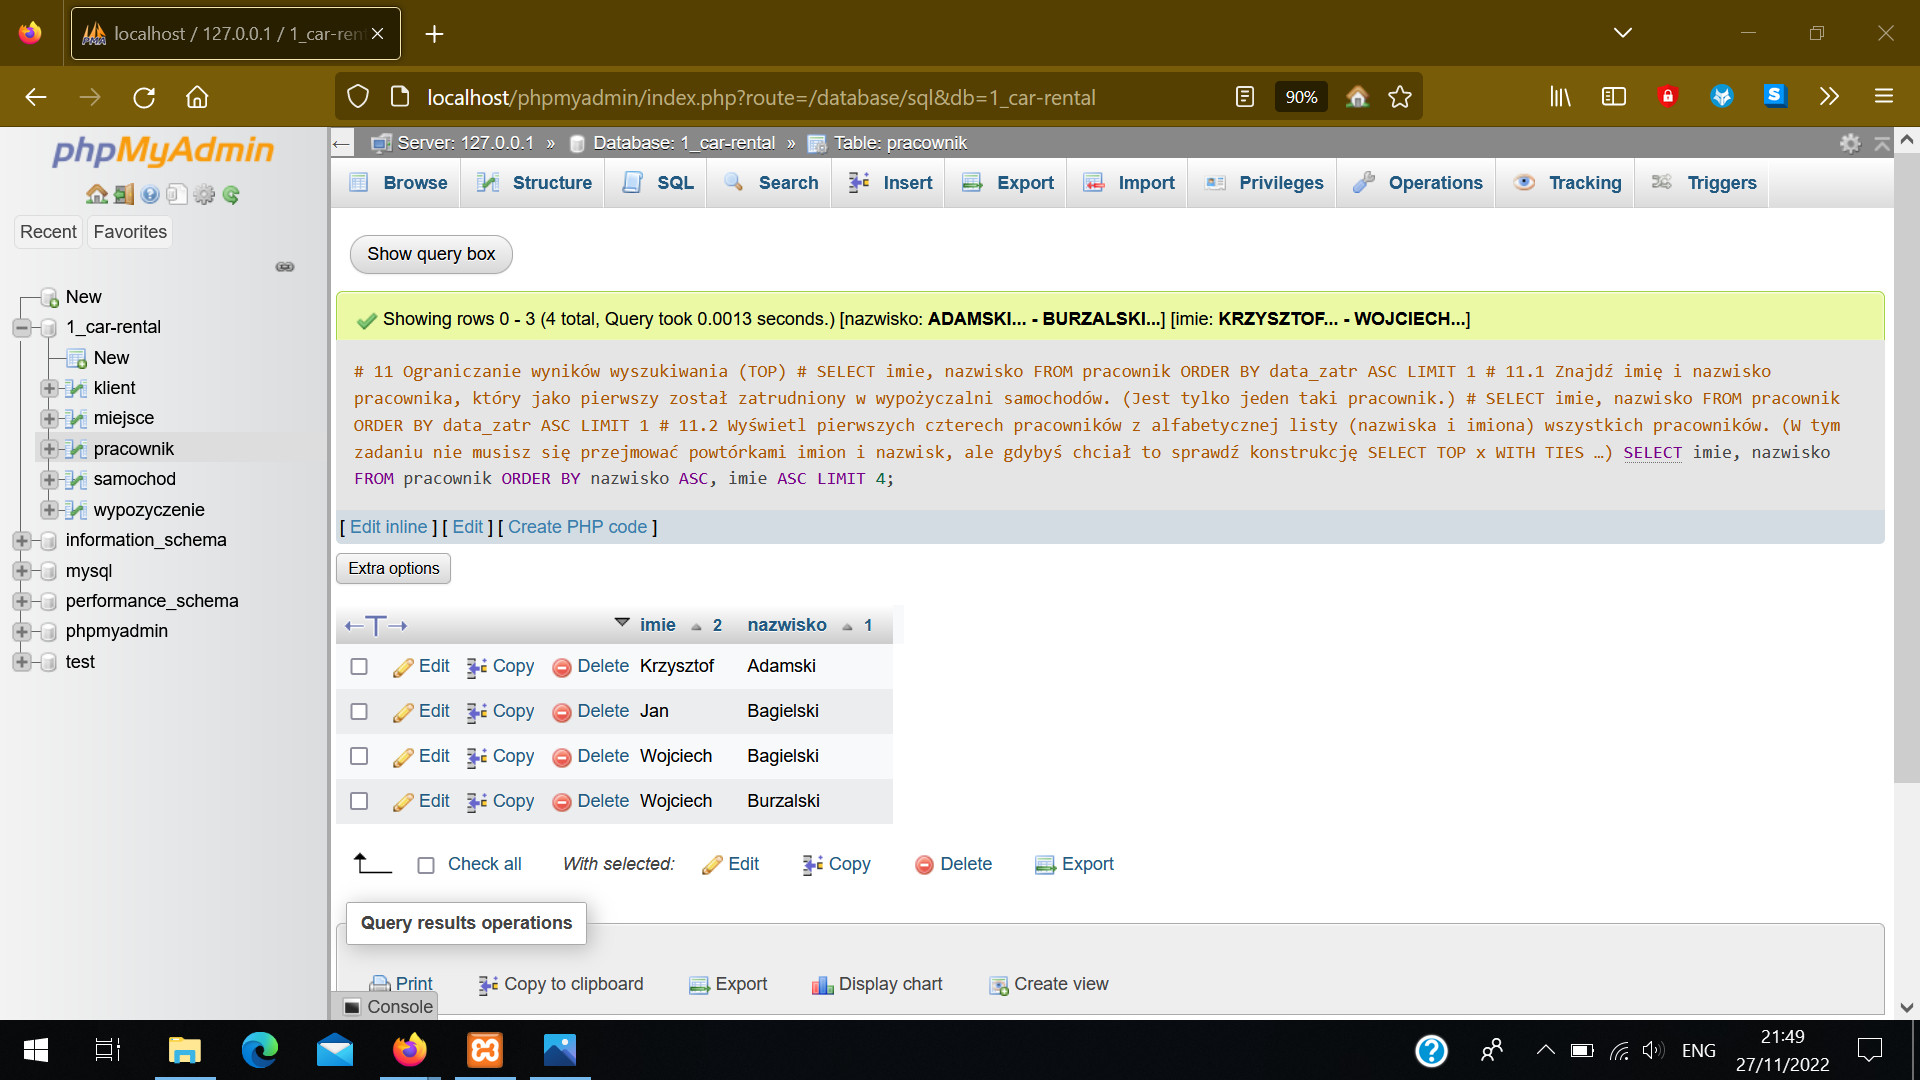 localhost / 127.0.0.1 / 1_car-ren
localhost/phpmyadmin/index.php?route=/database/sql&db=1_car-rental
90%
phpMyAdmin
Recent
Favorites
New
1_car-rental
New
klient
miejsce
pracownik
samochod
wypozyczenie
information_schema
mysql
performance_schema
phpmyadmin
test
Server: 127.0.0.1 » Database: 1_car-rental » Table: pracownik
Browse Structure SQL Search Insert Export Import Privileges Operations Tracking Triggers
Show query box
Showing rows 0 - 3 (4 total, Query took 0.0013 seconds.) [nazwisko: ADAMSKI... - BURZALSKI...] [imie: KRZYSZTOF... - WOJCIECH...]
# 11 Ograniczanie wyników wyszukiwania (TOP) # SELECT imie, nazwisko FROM pracownik ORDER BY data_zatr ASC LIMIT 1 # 11.1 Znajdź imię i nazwisko
pracownika, który jako pierwszy został zatrudniony w wypożyczalni samochodów. (Jest tylko jeden taki pracownik.) # SELECT imie, nazwisko FROM pracownik
ORDER BY data_zatr ASC LIMIT 1 # 11.2 Wyświetl pierwszych czterech pracowników z alfabetycznej listy (nazwiska i imiona) wszystkich pracowników. (W tym
zadaniu nie musisz się przejmować powtórkami imion i nazwisk, ale gdybyś chciał to sprawdź konstrukcję SELECT TOP x WITH TIES …) SELECT imie, nazwisko
FROM pracownik ORDER BY nazwisko ASC, imie ASC LIMIT 4;
[ Edit inline ] [ Edit ] [ Create PHP code ]
Extra options
←T→ imie 2 nazwisko 1
Edit Copy Delete Krzysztof Adamski
Edit Copy Delete Jan Bagielski
Edit Copy Delete Wojciech Bagielski
Edit Copy Delete Wojciech Burzalski
Check all With selected: Edit Copy Delete Export
Query results operations
Print Copy to clipboard Export Display chart Create view
Console
ENG
21:49
27/11/2022